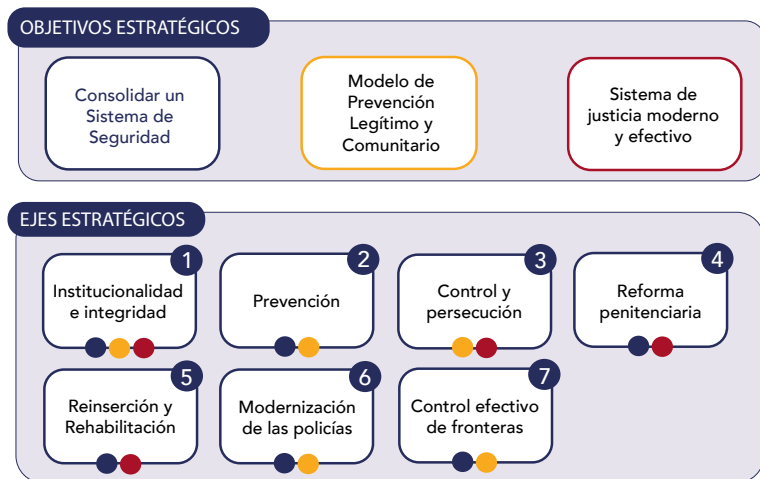 OBJETIVOS ESTRATÉGICOS
Consolidar un
Sistema de
Seguridad
Modelo de
Prevención
Legítimo y
Comunitario
Sistema de
justicia moderno
y efectivo
EJES ESTRATÉGICOS
1
Institucionalidad
e integridad
2
Prevención
3
Control y
persecución
4
Reforma
penitenciaria
5
Reinserción y
Rehabilitación
6
Modernización
de las policías
7
Control efectivo
de fronteras